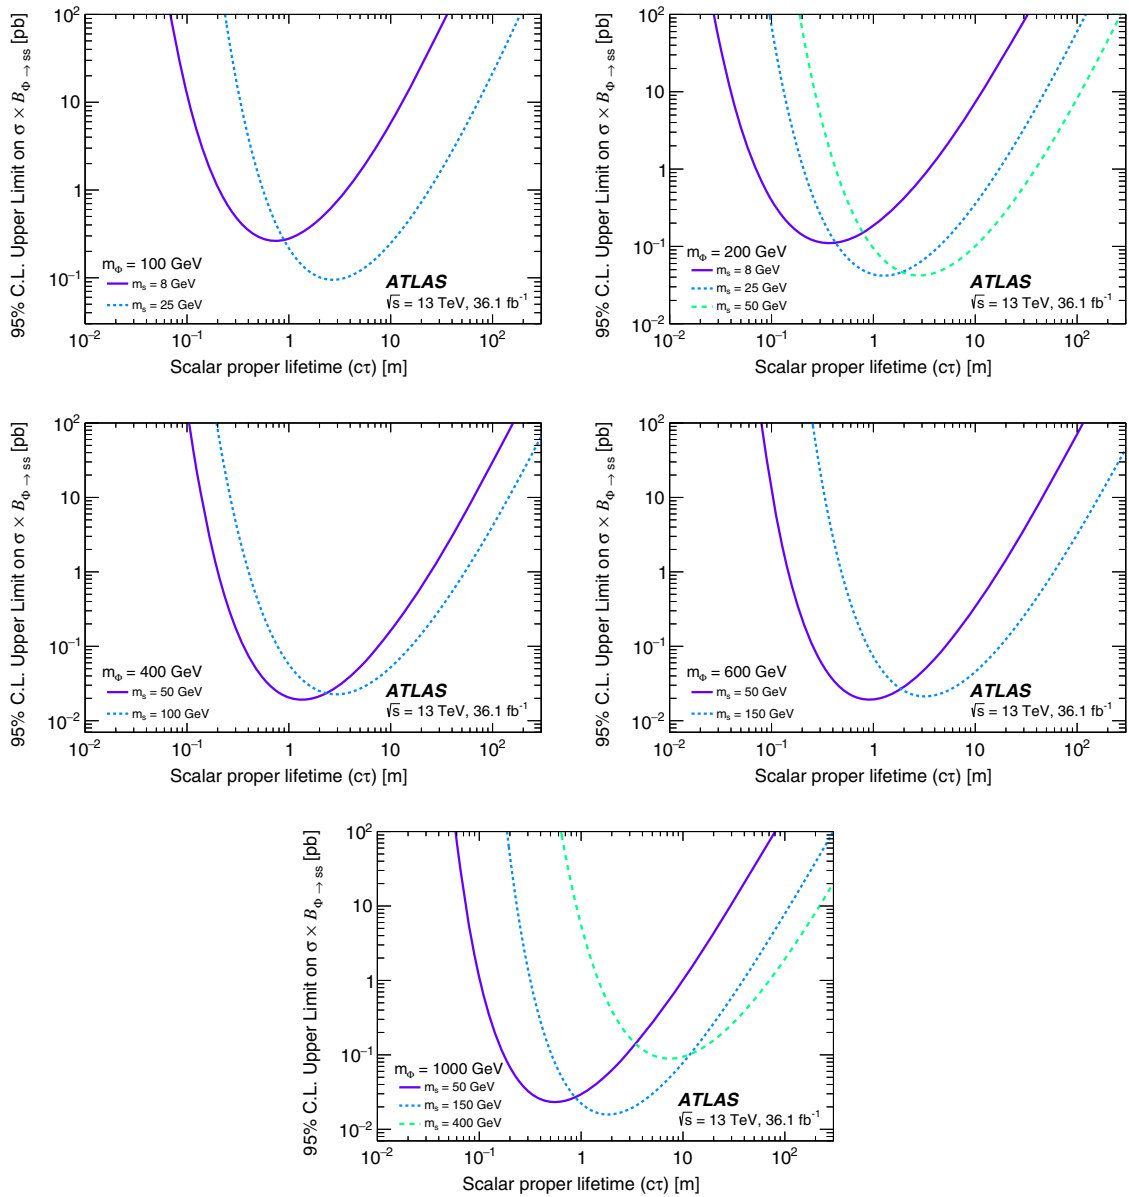 95% C.L. Upper Limit on σ × B_Φ → ss [pb]
10²
10
1
10⁻¹
m_Φ = 100 GeV
m_s = 8 GeV
m_s = 25 GeV
ATLAS
√s = 13 TeV, 36.1 fb⁻¹
10⁻² 10⁻¹ 1 10 10²
Scalar proper lifetime (cτ) [m]
95% C.L. Upper Limit on σ × B_Φ → ss [pb]
10²
10
1
10⁻¹
10⁻²
m_Φ = 200 GeV
m_s = 8 GeV
m_s = 25 GeV
m_s = 50 GeV
ATLAS
√s = 13 TeV, 36.1 fb⁻¹
10⁻² 10⁻¹ 1 10 10²
Scalar proper lifetime (cτ) [m]
95% C.L. Upper Limit on σ × B_Φ → ss [pb]
10²
10
1
10⁻¹
10⁻²
m_Φ = 400 GeV
m_s = 50 GeV
m_s = 100 GeV
ATLAS
√s = 13 TeV, 36.1 fb⁻¹
10⁻² 10⁻¹ 1 10 10²
Scalar proper lifetime (cτ) [m]
95% C.L. Upper Limit on σ × B_Φ → ss [pb]
10²
10
1
10⁻¹
10⁻²
m_Φ = 600 GeV
m_s = 50 GeV
m_s = 150 GeV
ATLAS
√s = 13 TeV, 36.1 fb⁻¹
10⁻² 10⁻¹ 1 10 10²
Scalar proper lifetime (cτ) [m]
95% C.L. Upper Limit on σ × B_Φ → ss [pb]
10²
10
1
10⁻¹
10⁻²
m_Φ = 1000 GeV
m_s = 50 GeV
m_s = 150 GeV
m_s = 400 GeV
ATLAS
√s = 13 TeV, 36.1 fb⁻¹
10⁻² 10⁻¹ 1 10 10²
Scalar proper lifetime (cτ) [m]